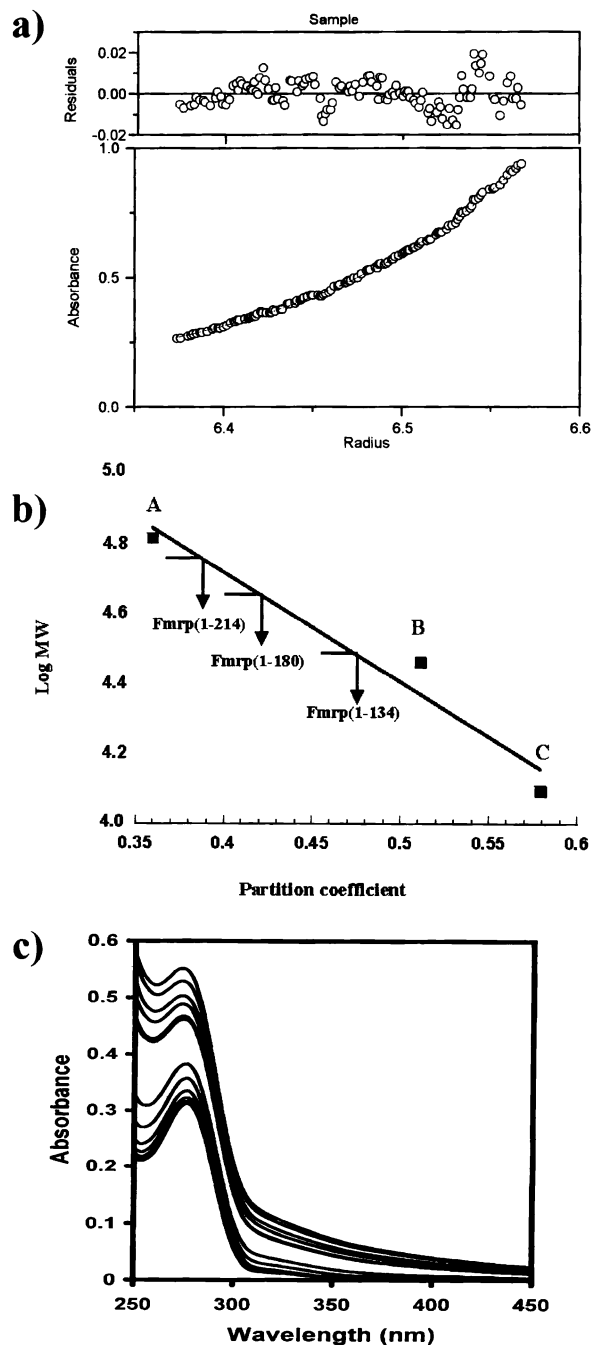 a)
Sample
Residuals
0.02
0.00
-0.02
Absorbance
1.0
0.5
0.0
6.4
6.5
6.6
Radius
b)
Log MW
5.0
4.8
4.6
4.4
4.2
4.0
A
B
C
Fmrp(1-214)
Fmrp(1-180)
Fmrp(1-134)
0.35
0.4
0.45
0.5
0.55
0.6
Partition coefficient
c)
Absorbance
0.6
0.5
0.4
0.3
0.2
0.1
0
250
300
350
400
450
Wavelength (nm)